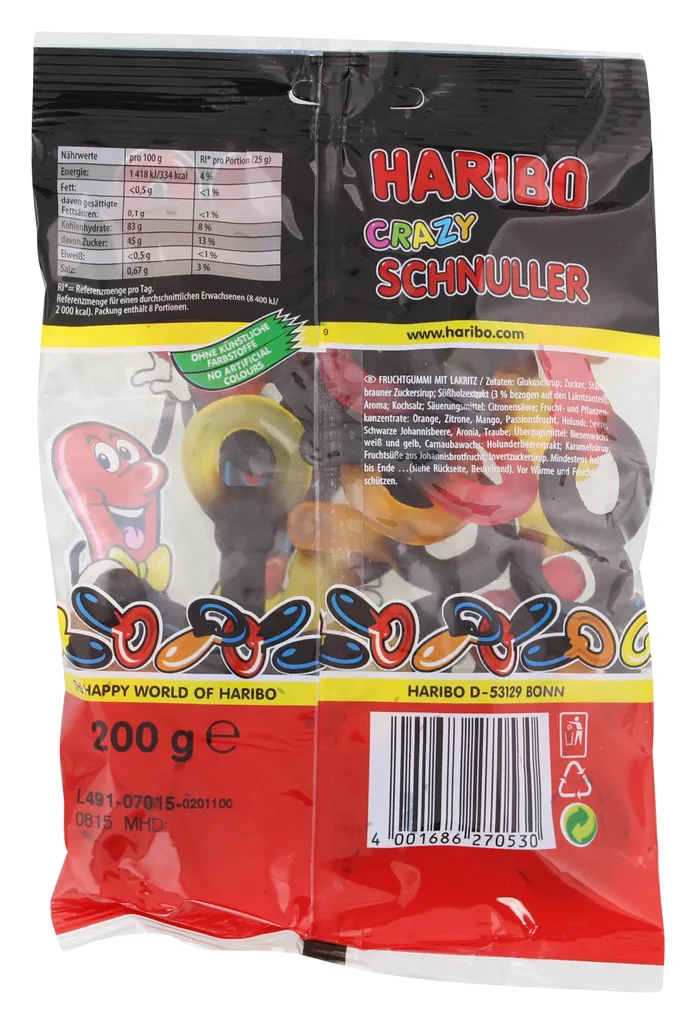 Nährwerte pro 100 g RI* pro Portion (25 g)
Energie: 1 418 kJ/334 kcal 4 %
Fett: <0,5 g <1 %
davon gesättigte
Fettsäuren: 0,1 g <1 %
Kohlenhydrate: 83 g 8 %
davon Zucker: 45 g 13 %
Eiweiß: <0,5 g <1 %
Salz: 0,67 g 3 %
RI*= Referenzmenge pro Tag.
Referenzmenge für einen durchschnittlichen Erwachsenen (8 400 kJ/
2 000 kcal). Packung enthält 8 Portionen.
HARIBO
CRAZY
SCHNULLER
9
www.haribo.com
OHNE KÜNSTLICHE
FARBSTOFFE
NO ARTIFICIAL
COLOURS
D FRUCHTGUMMI MIT LAKRITZ / Zutaten: Glukosesirup; Zucker;
brauner Zuckersirup; Süßholzextrakt (3 % bezogen auf den Lakritzanteil);
Aroma; Kochsalz; Säuerungsmittel: Citronensäure; Frucht- und Pflanzen-
konzentrate: Orange, Zitrone, Mango, Passionsfrucht, Holunderbeere,
Schwarze Johannisbeere, Aronia, Traube; Überzugsmittel: Bienenwachs
weiß und gelb, Carnaubawachs; Holunderbeerextrakt; Karamellsirup;
Fruchtsüße aus Johannisbrotfrucht, Invertzuckersirup. Mindestens
bis Ende ...(siehe Rückseite, Beutelrand). Vor Wärme und
schützen.
THE HAPPY WORLD OF HARIBO
HARIBO D-53129 BONN
200 g e
L491-07015-0201100
0815 MHD:
4 001686 270530